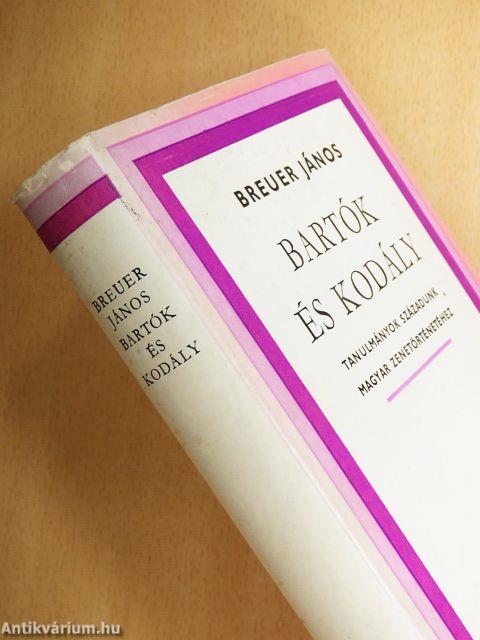 BREUER JÁNOS
BARTÓK
ÉS KODÁLY
TANULMÁNYOK SZÁZADUNK
MAGYAR ZENETÖRTÉNETÉHEZ
BREUER
JÁNOS
BARTÓK
ÉS
KODÁLY
Antikvárium.hu